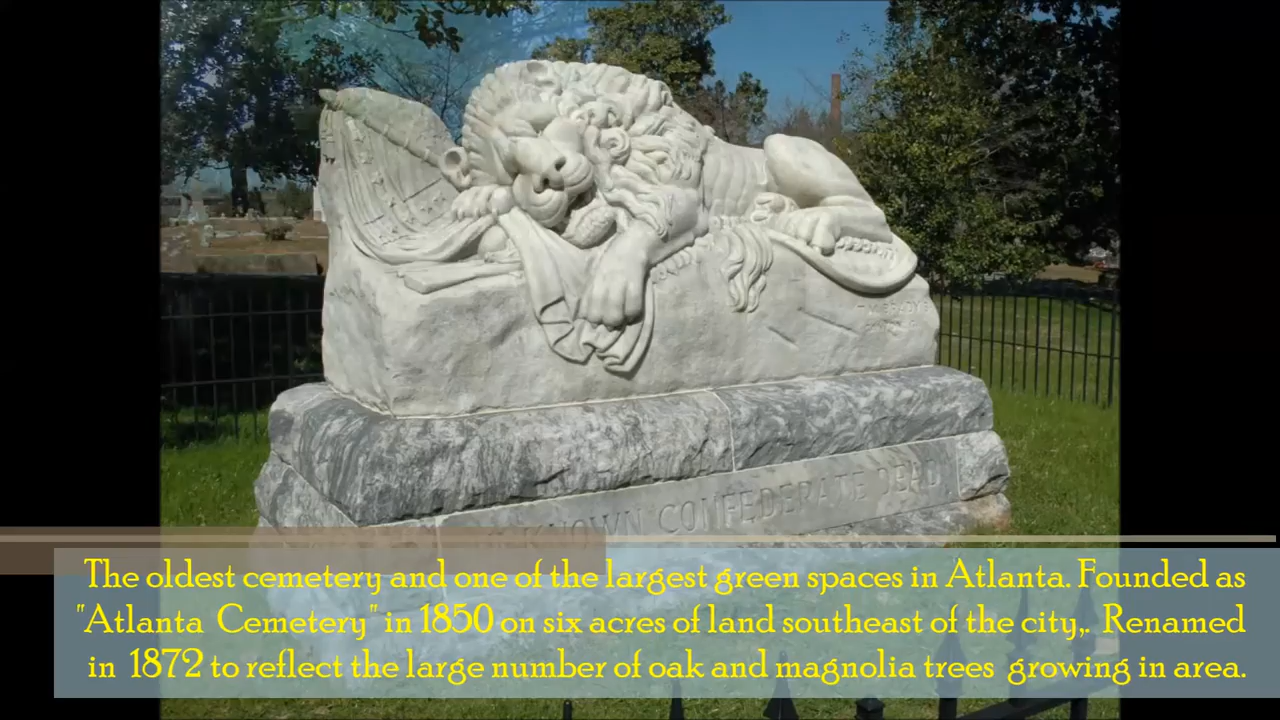 T.M. BRADY S
UNKNOWN CONFEDERATE DEAD
The oldest cemetery and one of the largest green spaces in Atlanta. Founded as
"Atlanta Cemetery" in 1850 on six acres of land southeast of the city,. Renamed
in 1872 to reflect the large number of oak and magnolia trees growing in area.